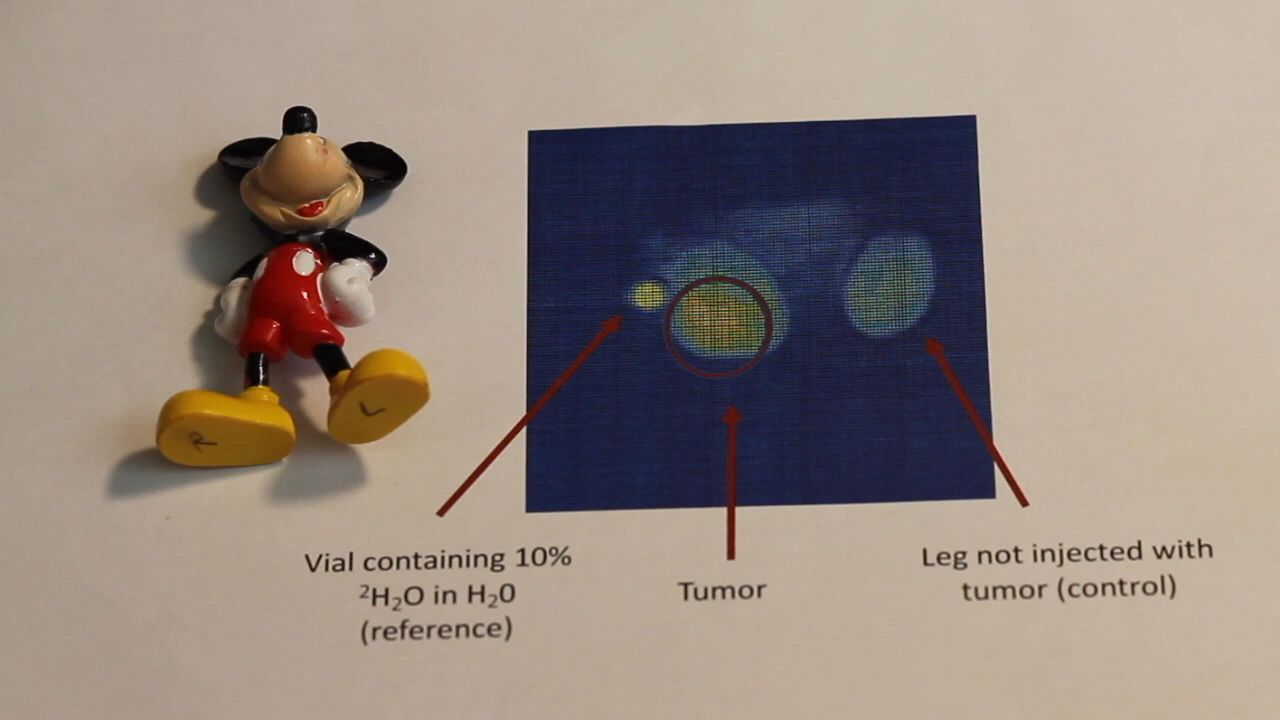 R
L
Vial containing 10%
²H₂O in H₂0
(reference)
Tumor
Leg not injected with
tumor (control)